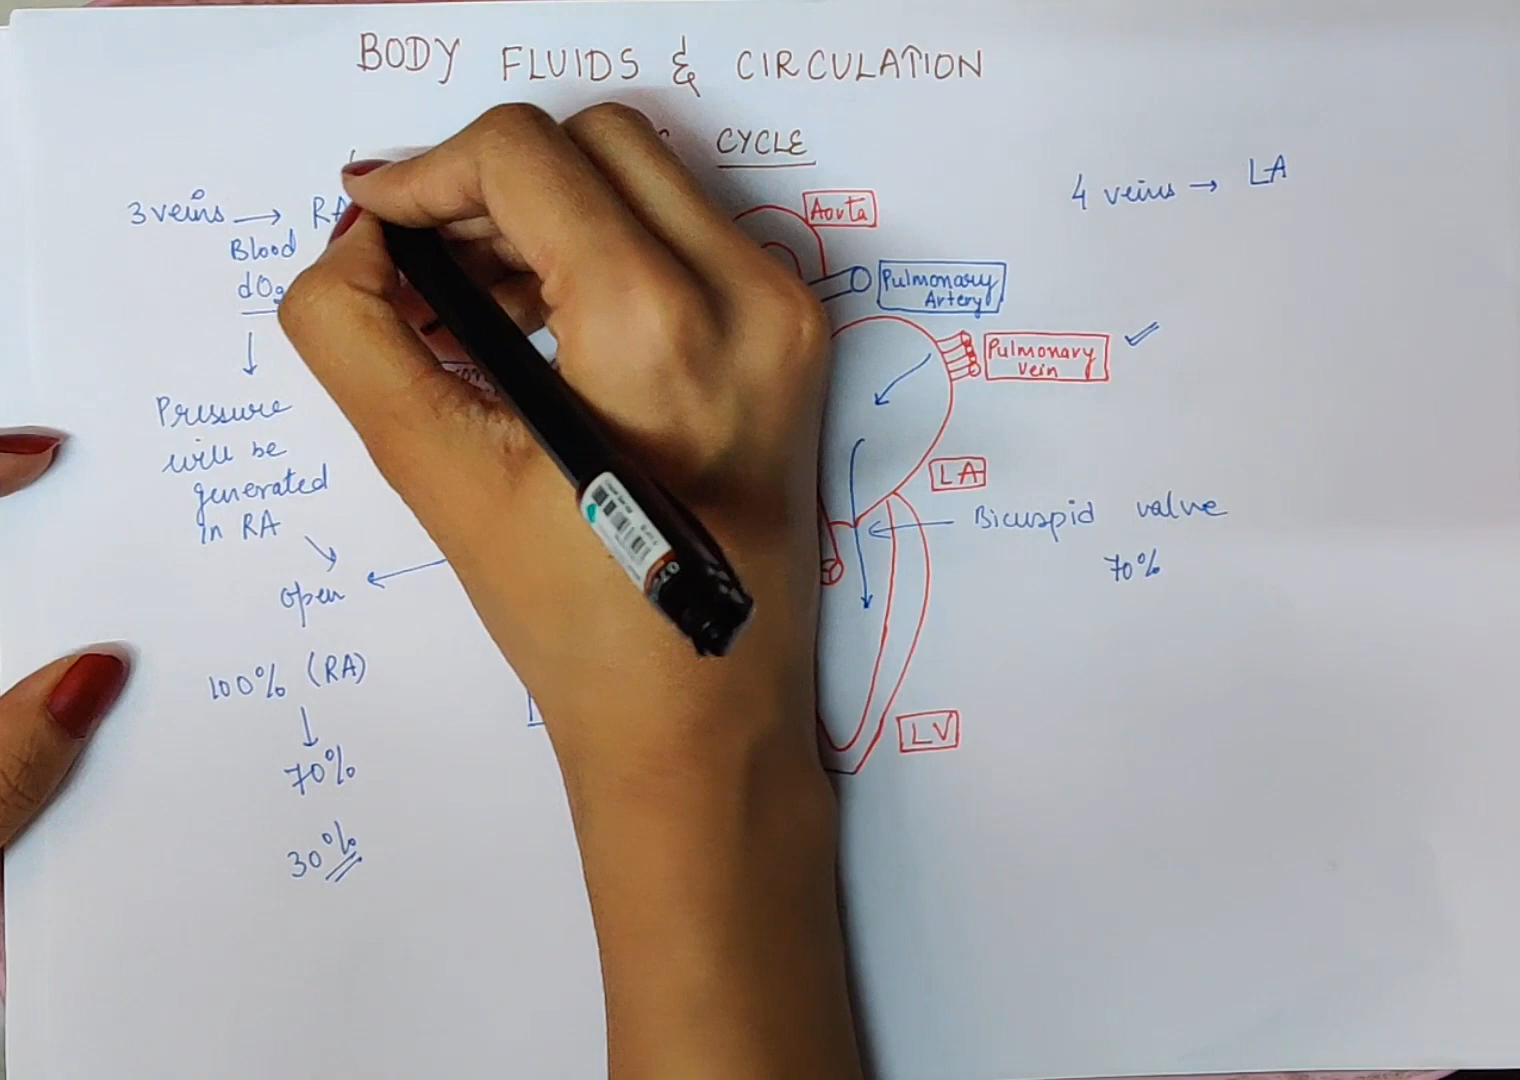 BODY FLUIDS & CIRCULATION
CYCLE
3 veins → RA
Blood
dO₂
↓
Pressure
will be
generated
in RA
open
100% (RA)
↓
70%
30%
Aorta
Pulmonary
Artery
Pulmonary
vein
LA
Bicuspid valve
70%
LV
4 veins → LA